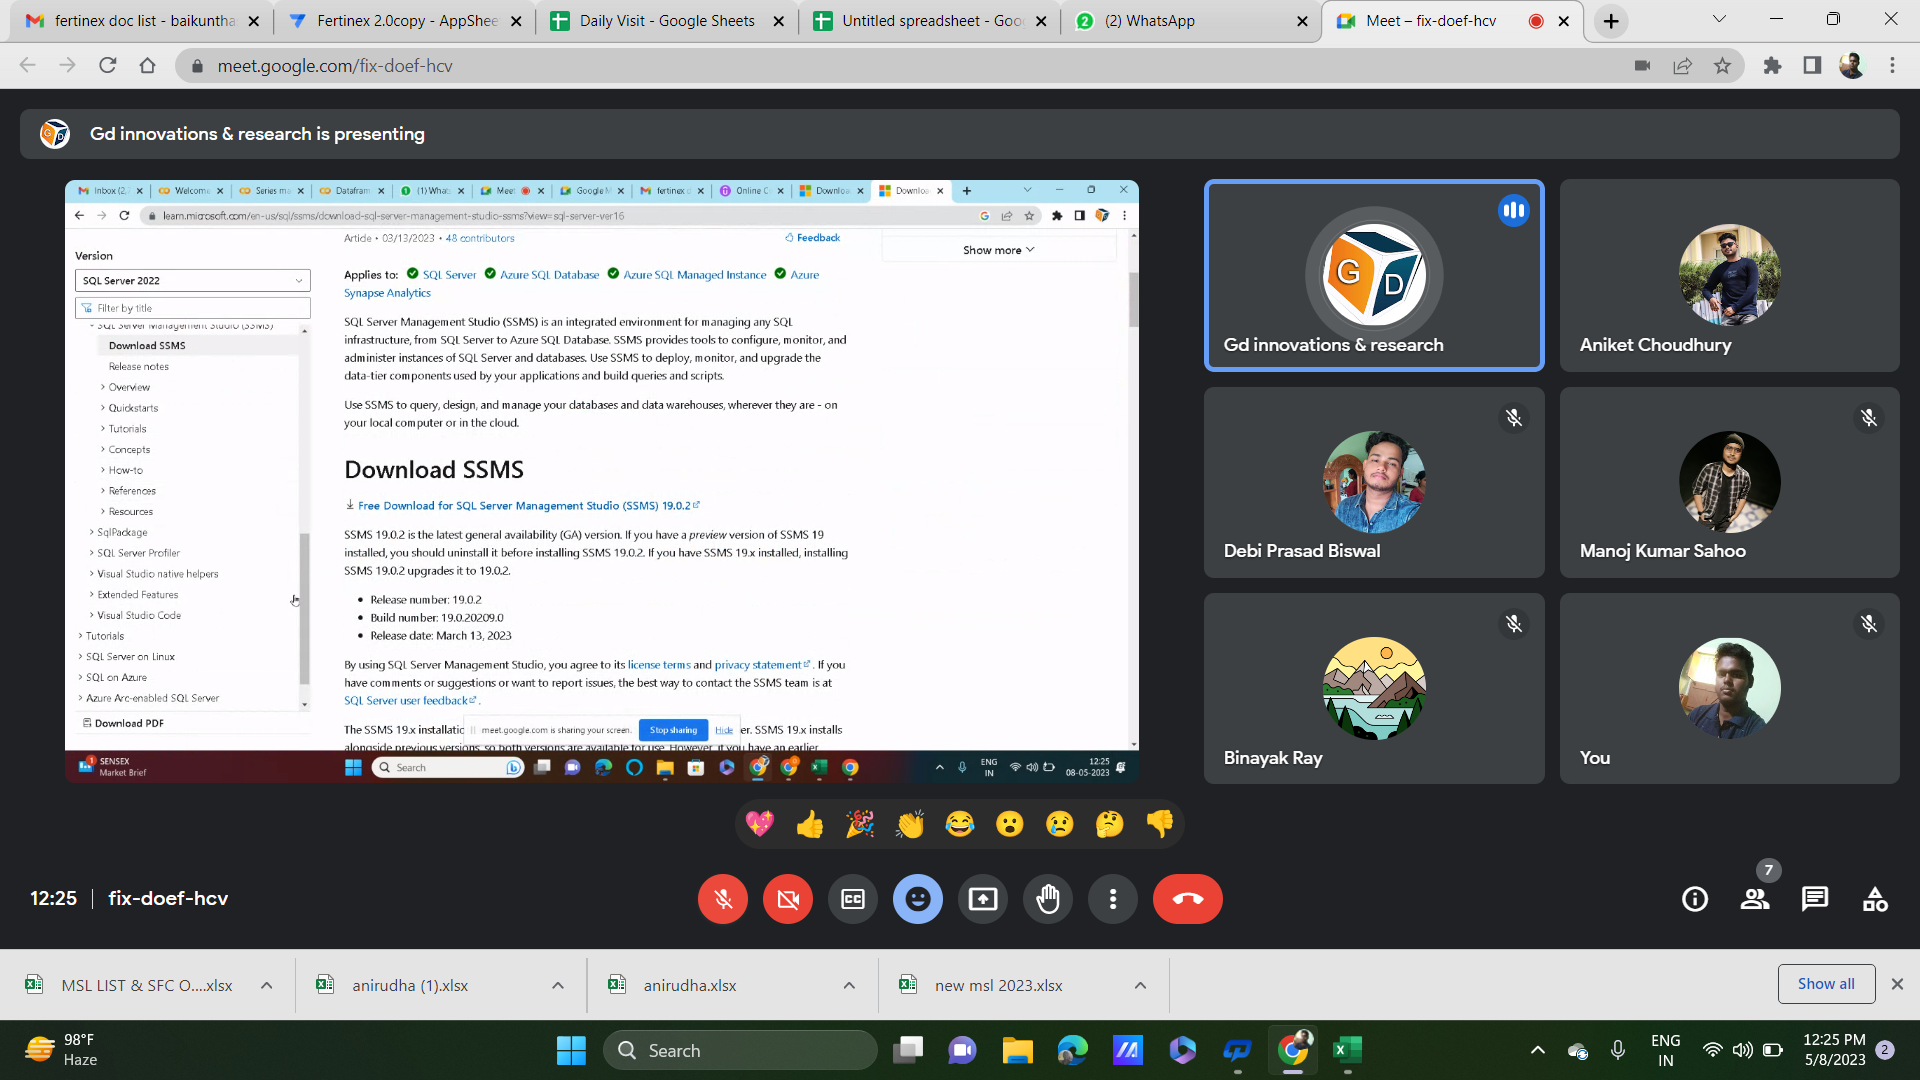 fertinex doc list - baikuntha
Fertinex 2.0copy - AppShee
Daily Visit - Google Sheets
Untitled spreadsheet - Goo
(2) WhatsApp
Meet – fix-doef-hcv
meet.google.com/fix-doef-hcv
Gd innovations & research is presenting
Inbox (2,
Welcome
Series ma
Datafram
(1) Whats
Meet
Google M
fertinex d
Online C
Downloa
Downloa
learn.microsoft.com/en-us/sql/ssms/download-sql-server-management-studio-ssms?view=sql-server-ver16
Article • 03/13/2023 • 48 contributors
Feedback
Show more
Version
SQL Server 2022
Filter by title
SQL Server Management Studio (SSMS)
Download SSMS
Release notes
Overview
Quickstarts
Tutorials
Concepts
How-to
References
Resources
SqlPackage
SQL Server Profiler
Visual Studio native helpers
Extended Features
Visual Studio Code
Tutorials
SQL Server on Linux
SQL on Azure
Azure Arc-enabled SQL Server
Download PDF
Applies to: SQL Server Azure SQL Database Azure SQL Managed Instance Azure
Synapse Analytics
SQL Server Management Studio (SSMS) is an integrated environment for managing any SQL
infrastructure, from SQL Server to Azure SQL Database. SSMS provides tools to configure, monitor, and
administer instances of SQL Server and databases. Use SSMS to deploy, monitor, and upgrade the
data-tier components used by your applications and build queries and scripts.
Use SSMS to query, design, and manage your databases and data warehouses, wherever they are - on
your local computer or in the cloud.
Download SSMS
Free Download for SQL Server Management Studio (SSMS) 19.0.2
SSMS 19.0.2 is the latest general availability (GA) version. If you have a preview version of SSMS 19
installed, you should uninstall it before installing SSMS 19.0.2. If you have SSMS 19.x installed, installing
SSMS 19.0.2 upgrades it to 19.0.2.
• Release number: 19.0.2
• Build number: 19.0.20209.0
• Release date: March 13, 2023
By using SQL Server Management Studio, you agree to its license terms and privacy statement. If you
have comments or suggestions or want to report issues, the best way to contact the SSMS team is at
SQL Server user feedback.
The SSMS 19.x installatio
er. SSMS 19.x installs
meet.google.com is sharing your screen.
Stop sharing
Hide
alongside previous versions, so both versions are available for use. However, if you have an earlier
1
SENSEX
Market Brief
Search
ENG
IN
12:25
08-05-2023
G D
Gd innovations & research
Aniket Choudhury
Debi Prasad Biswal
Manoj Kumar Sahoo
Binayak Ray
You
12:25
fix-doef-hcv
CC
7
MSL LIST & SFC O....xlsx
anirudha (1).xlsx
anirudha.xlsx
new msl 2023.xlsx
Show all
98°F
Haze
Search
ENG
IN
12:25 PM
5/8/2023
2